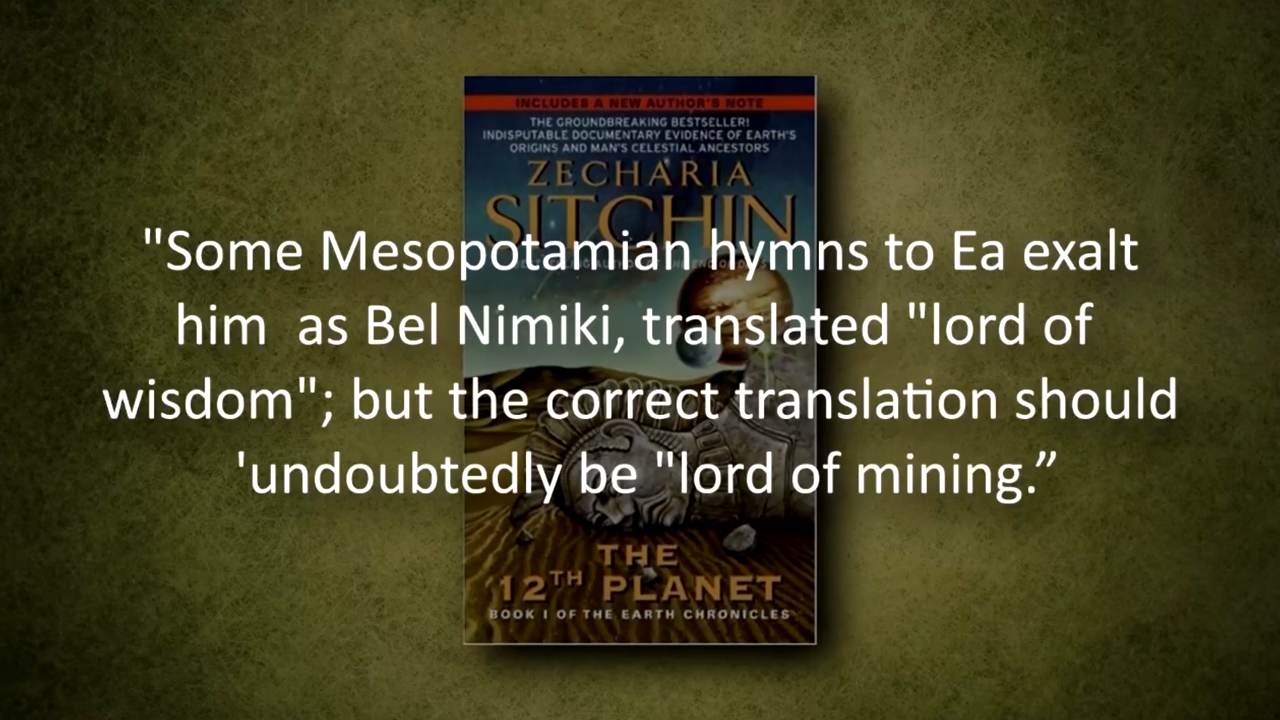 INCLUDES A NEW AUTHOR'S NOTE
THE GROUNDBREAKING BESTSELLER!
INDISPUTABLE DOCUMENTARY EVIDENCE OF EARTH'S
ORIGINS AND MAN'S CELESTIAL ANCESTORS
ZECHARIA
SITCHIN
"Some Mesopotamian hymns to Ea exalt
him  as Bel Nimiki, translated "lord of
wisdom"; but the correct translation should
'undoubtedly be "lord of mining.”
THE
12TH PLANET
BOOK I OF THE EARTH CHRONICLES